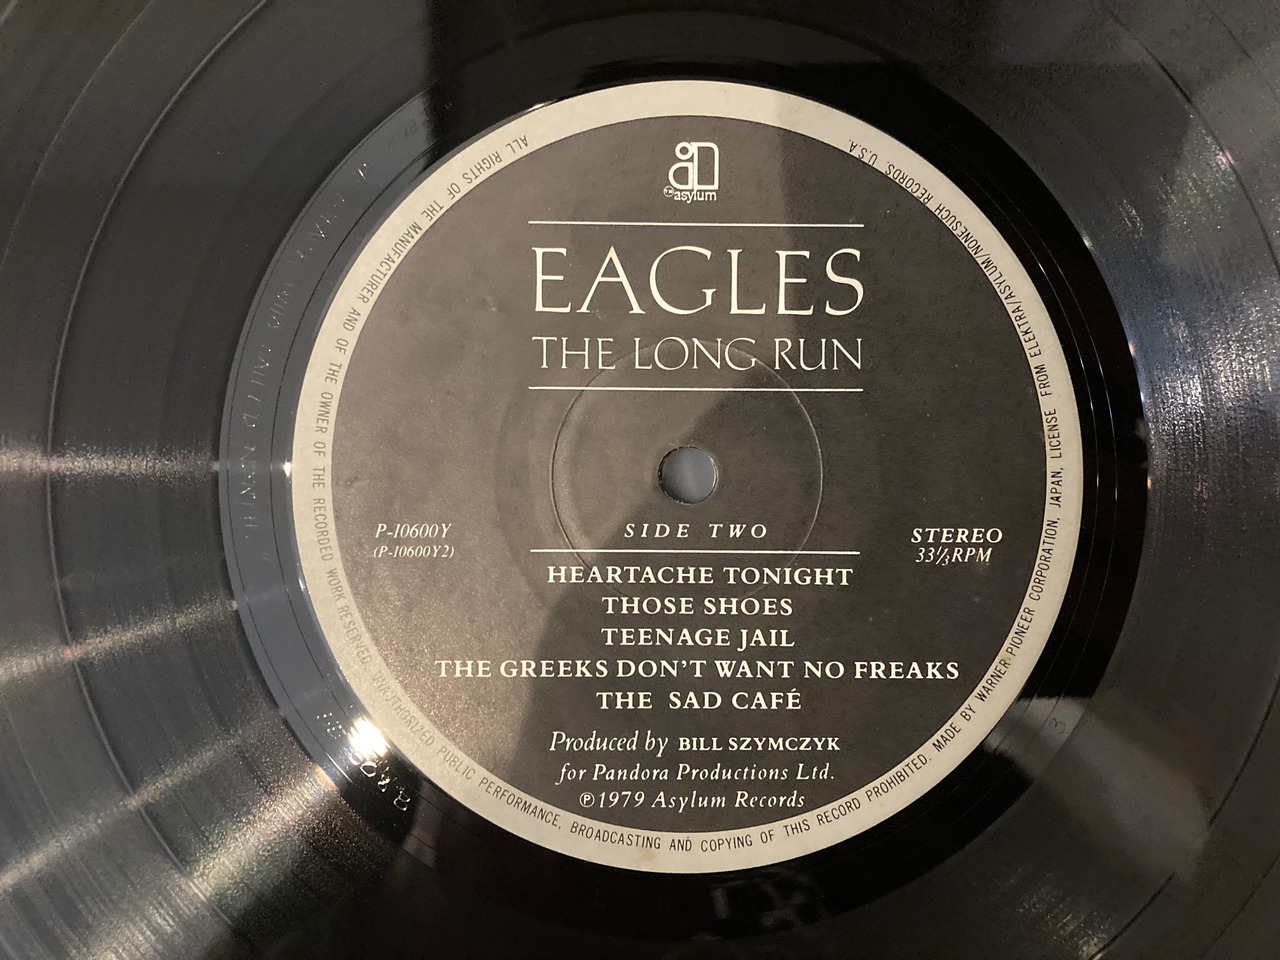 TM asylum
EAGLES
THE LONG RUN
SIDE TWO
P-10600Y
(P-10600Y2)
STEREO
33⅓RPM
HEARTACHE TONIGHT
THOSE SHOES
TEENAGE JAIL
THE GREEKS DON'T WANT NO FREAKS
THE SAD CAFÉ
Produced by BILL SZYMCZYK
for Pandora Productions Ltd.
℗1979 Asylum Records
ALL RIGHTS OF THE MANUFACTURER AND OF THE OWNER OF THE RECORDED WORK RESERVED. UNAUTHORIZED PUBLIC PERFORMANCE, BROADCASTING AND COPYING OF THIS RECORD PROHIBITED. MADE BY WARNER-PIONEER CORPORATION, JAPAN, LICENSE FROM ELEKTRA/ASYLUM/NONESUCH RECORDS, U.S.A.